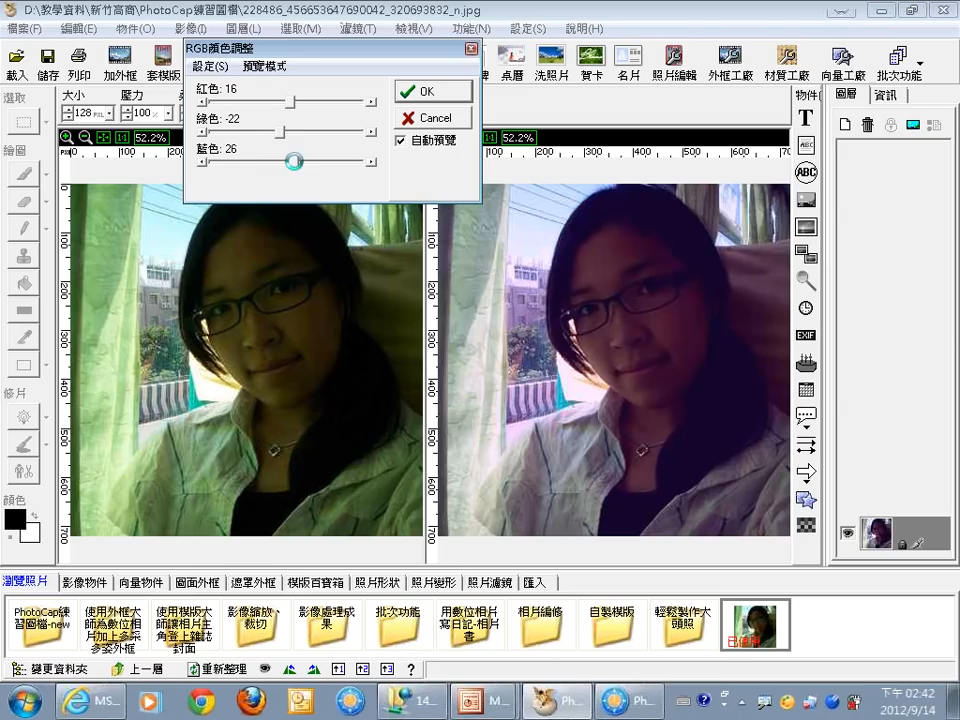 D:\教學資料\新竹高商\PhotoCap練習圖檔\228486_456653647690042_320693832_n.jpg
檔案(F) 編輯(E) 物件(O) 影像(I) 圖層(L) 選取(M) 濾鏡(T) 檢視(V) 功能(N) 設定(S) 說明(H)
載入 儲存 列印 加外框 套模版 點曆 洗照片 賀卡 名片 照片編輯 外框工廠 材質工廠 向量工廠 批次功能
RGB顏色調整
設定(S) 預覽模式
紅色: 16
綠色: -22
藍色: 26
OK
Cancel
自動預覽
選取
大小 壓力
128 100
52.2% 52.2%
繪圖
修片
顏色
物件
圖層 資訊
T
ABC
ABC
EXIF
瀏覽照片 影像物件 向量物件 圖面外框 遮罩外框 模版百寶箱 照片形狀 照片變形 照片濾鏡 匯入
PhotoCap練習圖檔-new
使用外框大師為數位相片加上多采多姿外框
使用模版大師讓相片主角登上雜誌封面
影像縮放、裁切
影像處理成果
批次功能
用數位相片寫日記-相片書
相片編修
自製模版
輕鬆製作大頭照
已使用
變更資料夾 上一層 重新整理
MS... 14... M... Ph... Ph...
下午 02:42
2012/9/14